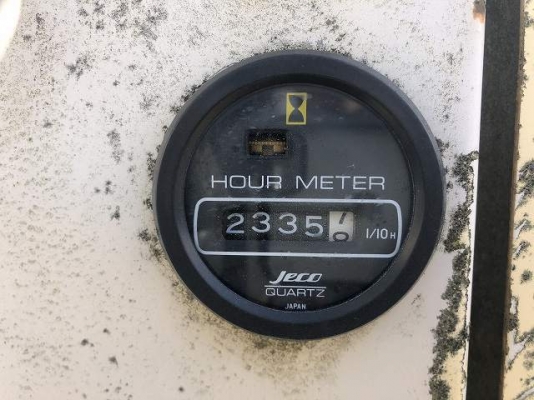 HOUR METER
2335 1/10H
Jeco
QUARTZ
JAPAN